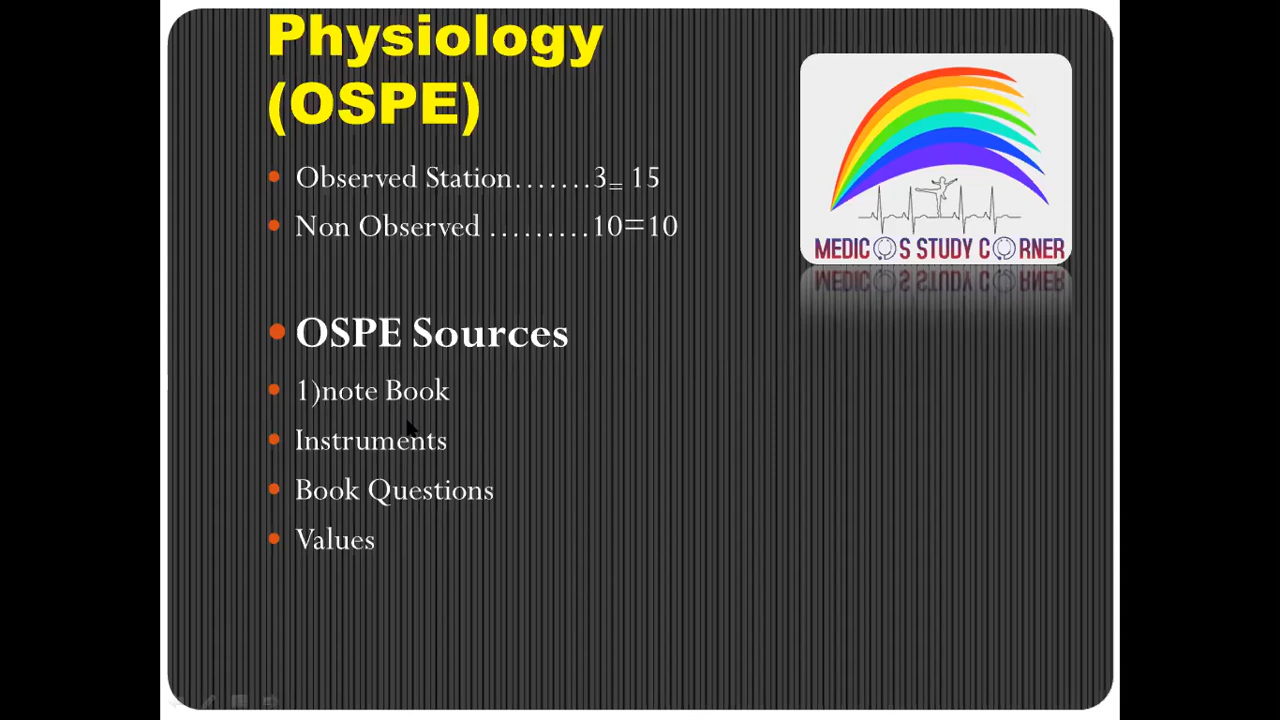 Physiology
(OSPE)
Observed Station.......3= 15
Non Observed .........10=10
OSPE Sources
1)note Book
Instruments
Book Questions
Values
MEDICOS STUDY CORNER